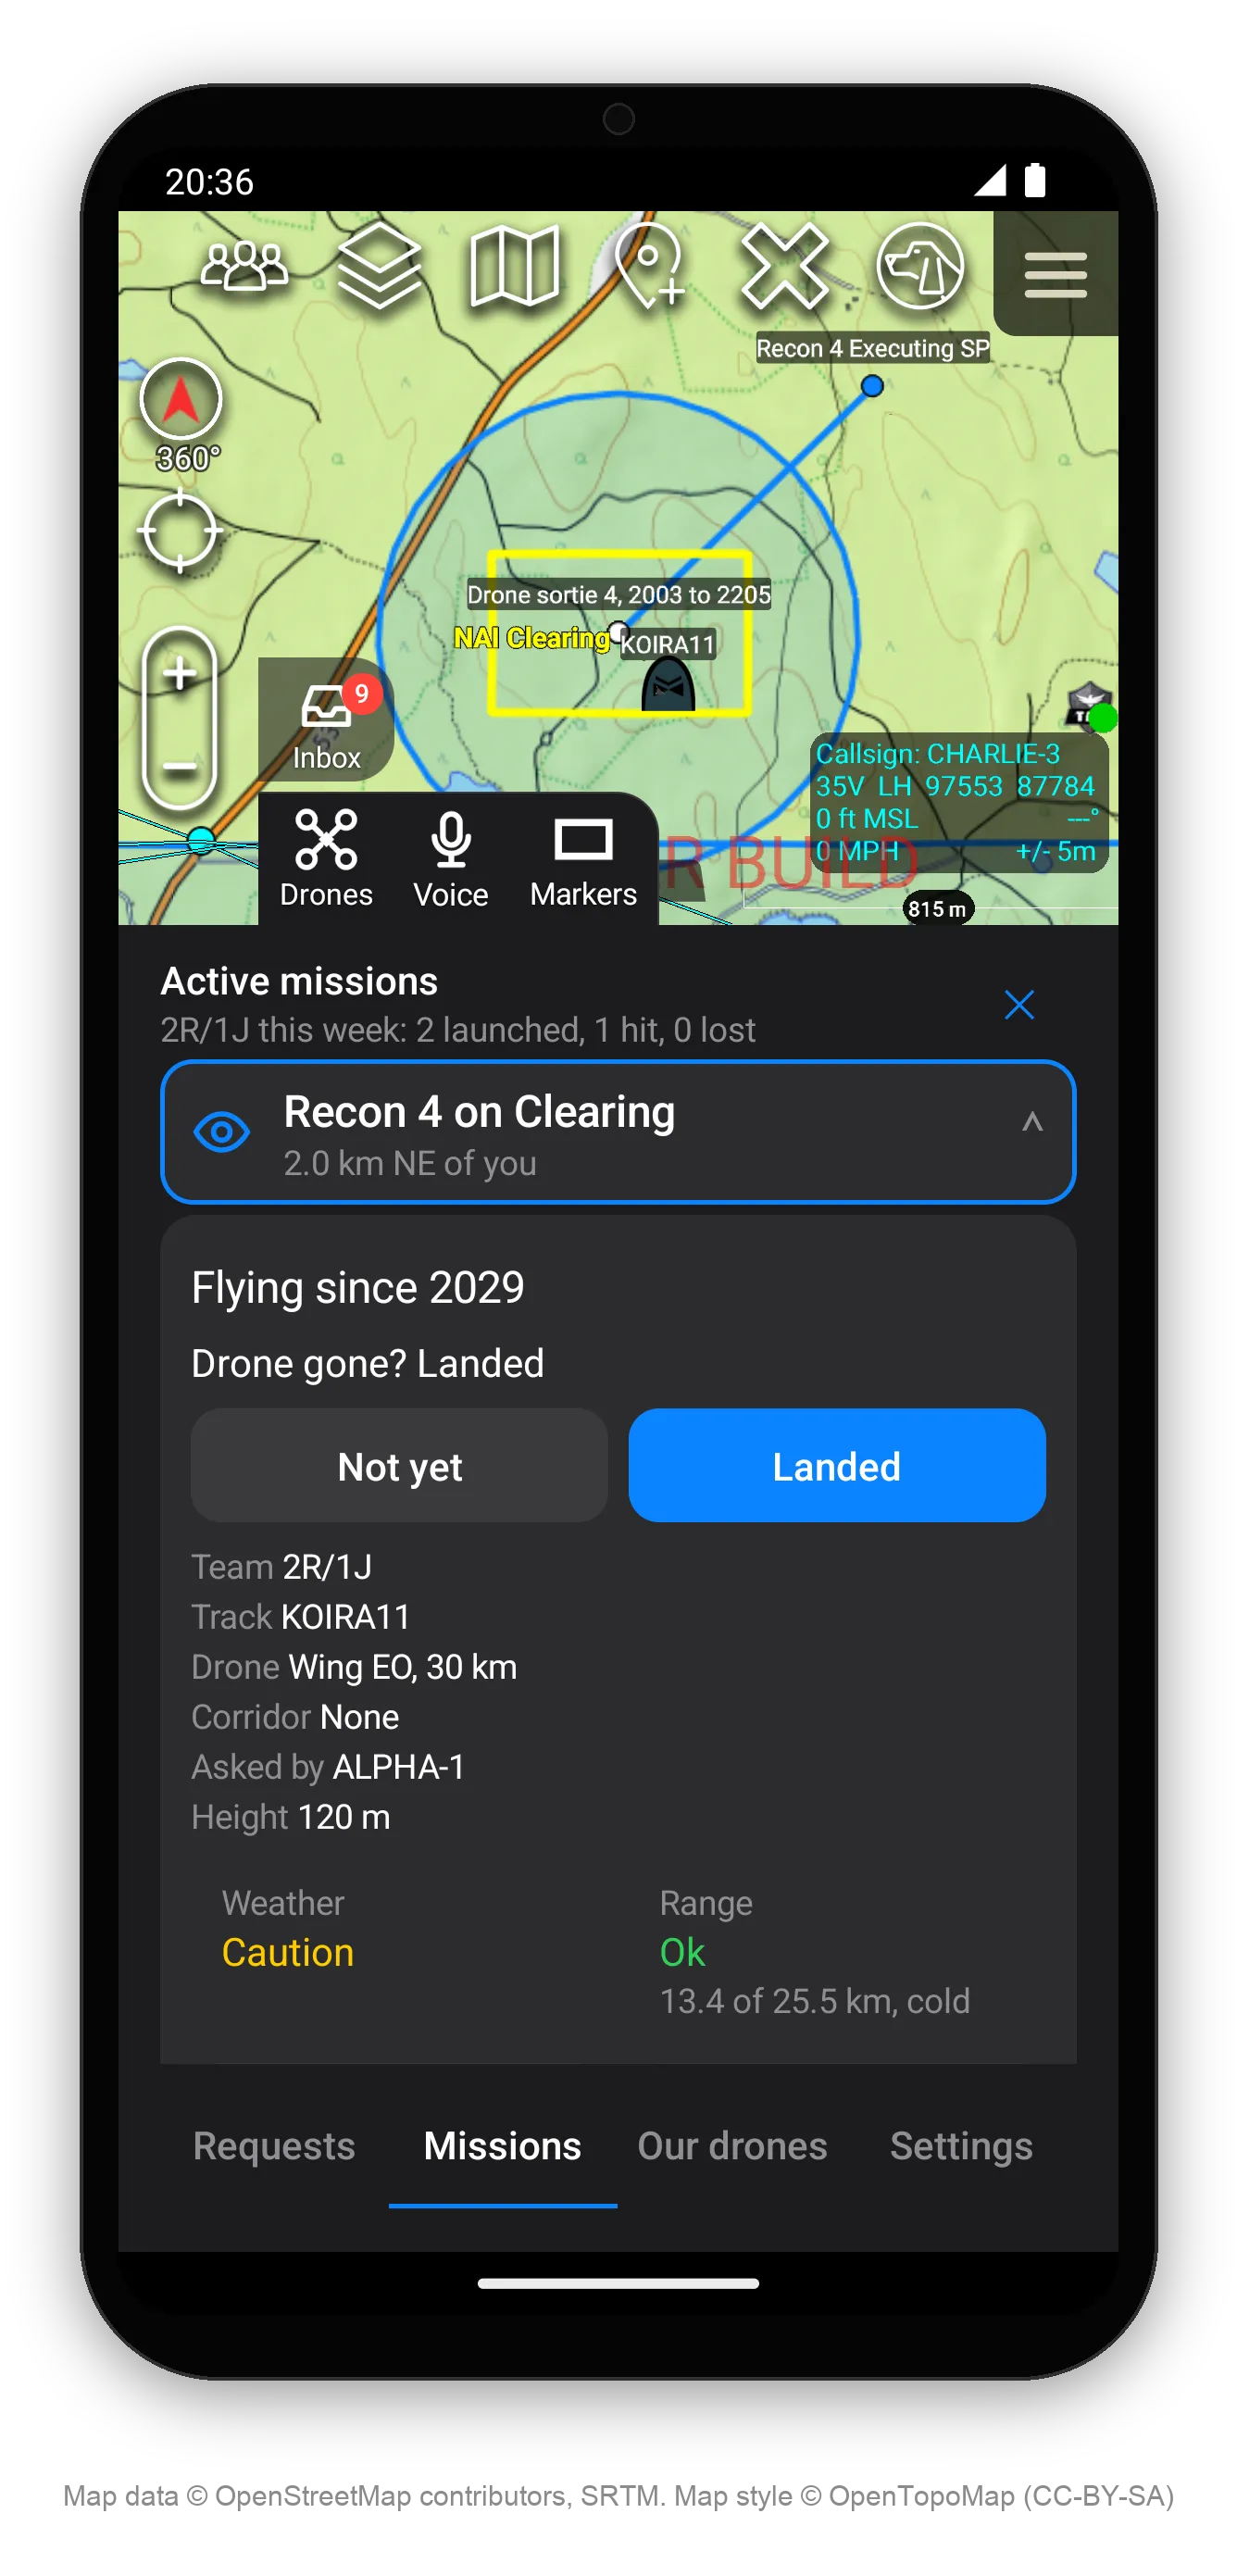 20:36
Recon 4 Executing SP
360°
Drone sortie 4, 2003 to 2205
NAI Clearing
KOIRA11
9
Inbox
Callsign: CHARLIE-3
35V LH 97553 87784
0 ft MSL ---°
0 MPH +/- 5m
R BUILD
Drones
Voice
Markers
815 m
Active missions
2R/1J this week: 2 launched, 1 hit, 0 lost
Recon 4 on Clearing
2.0 km NE of you
Flying since 2029
Drone gone? Landed
Not yet
Landed
Team 2R/1J
Track KOIRA11
Drone Wing EO, 30 km
Corridor None
Asked by ALPHA-1
Height 120 m
Weather
Range
Caution
Ok
13.4 of 25.5 km, cold
Requests
Missions
Our drones
Settings
Map data © OpenStreetMap contributors, SRTM. Map style © OpenTopoMap (CC-BY-SA)